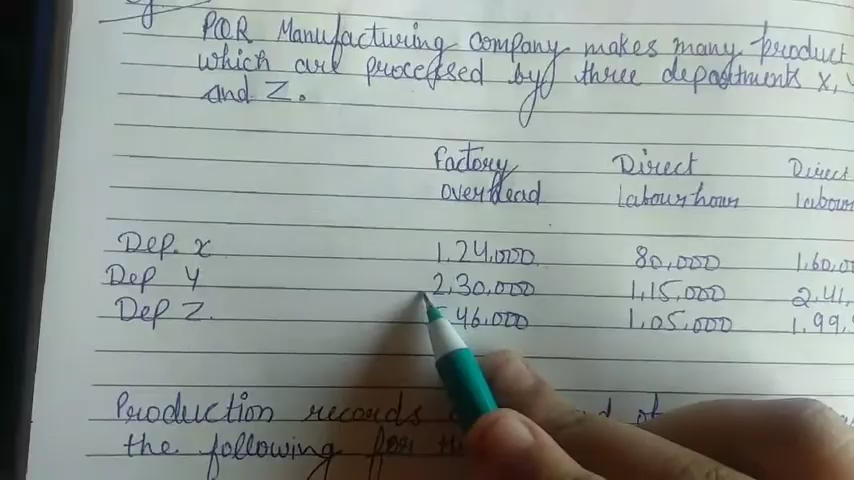 PQR Manufacturing Company makes many product
which are processed by three departments X,
and Z.
Factory Direct Direct
overhead labour hour labour
Dep. X 1,24,000 80,000 1,60,0
Dep Y 2,30,000 1,15,000 2,41,
Dep Z. 46,000 1,05,000 1,99,
Production records of
the following for